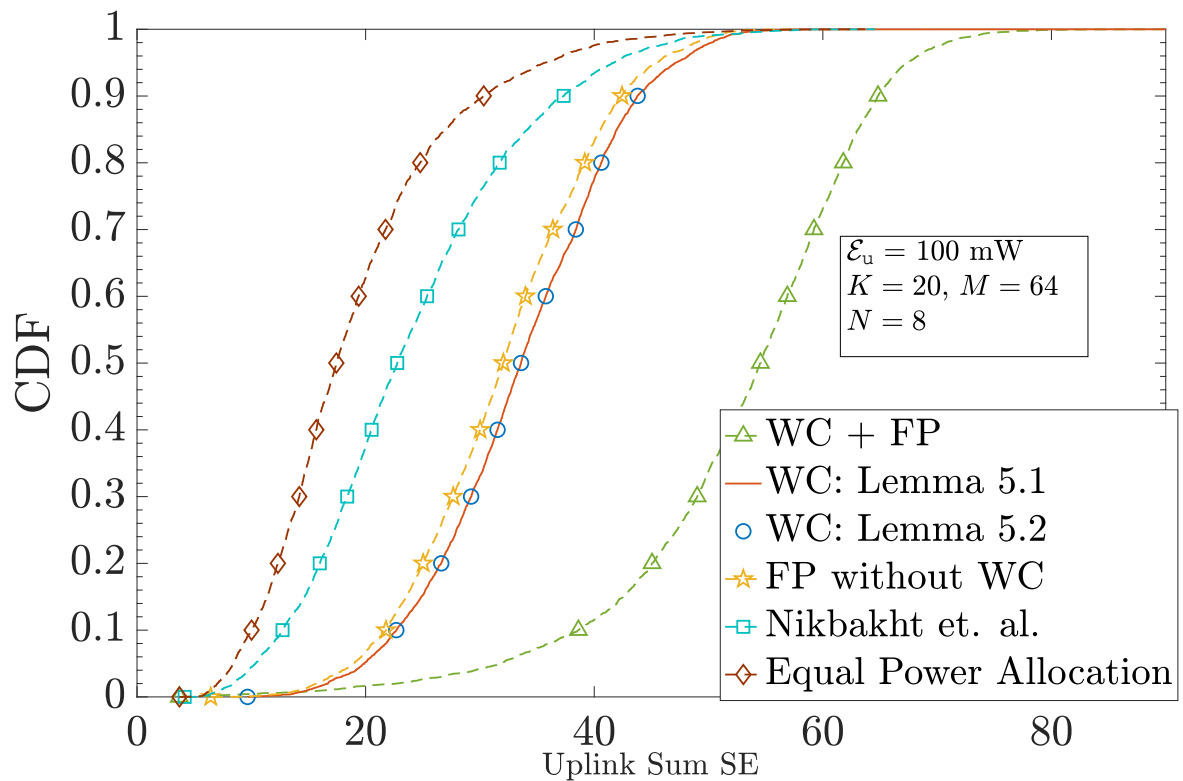 1
0.9
0.8
0.7
0.6
0.5
0.4
0.3
0.2
0.1
0
CDF
0 20 40 60 80
Uplink Sum SE
ℰᵤ = 100 mW
K = 20, M = 64
N = 8
WC + FP
WC: Lemma 5.1
WC: Lemma 5.2
FP without WC
Nikbakht et. al.
Equal Power Allocation